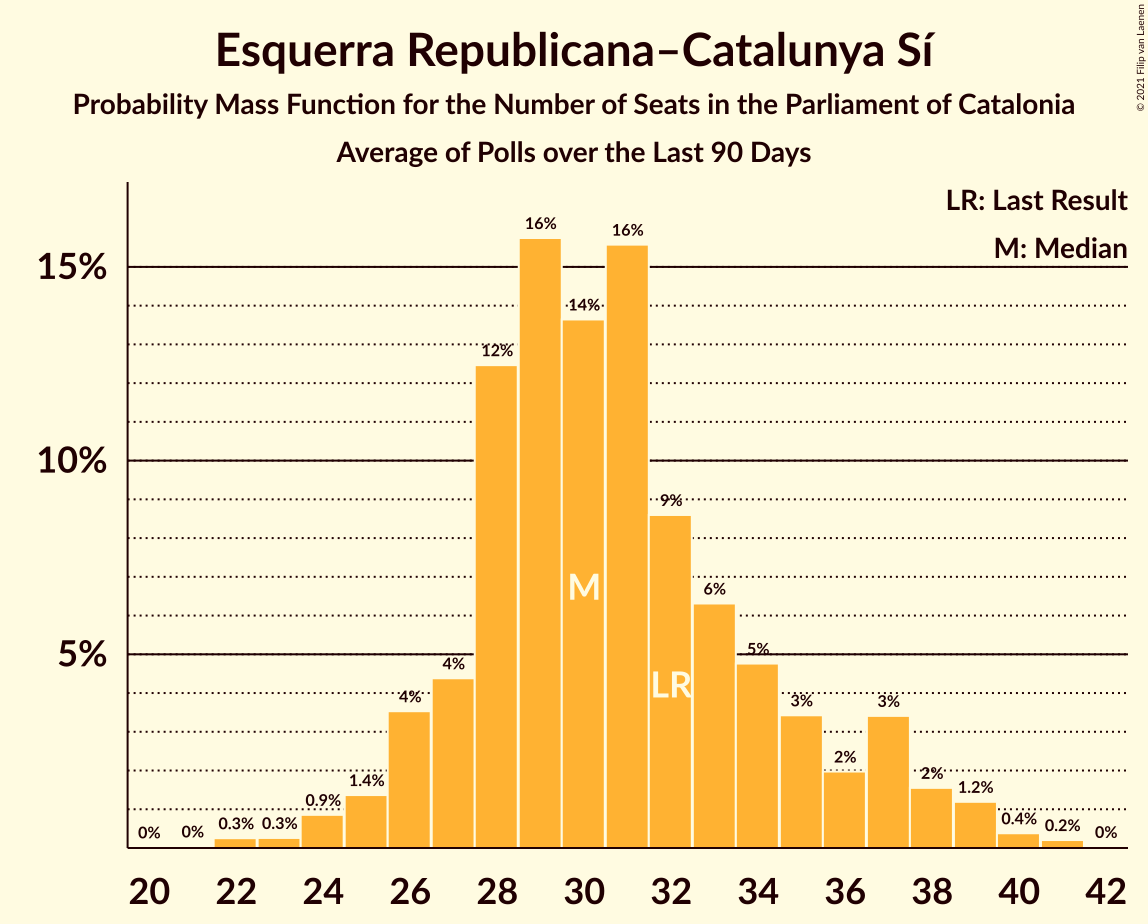 Esquerra Republicana–Catalunya Sí
Probability Mass Function for the Number of Seats in the Parliament of Catalonia
Average of Polls over the Last 90 Days
© 2021 Filip van Laenen
LR: Last Result
M: Median
15%
10%
5%
0%
0%
0.3%
0.3%
0.9%
1.4%
4%
4%
12%
16%
14%
16%
9%
6%
5%
3%
2%
3%
2%
1.2%
0.4%
0.2%
0%
M
LR
20 22 24 26 28 30 32 34 36 38 40 42